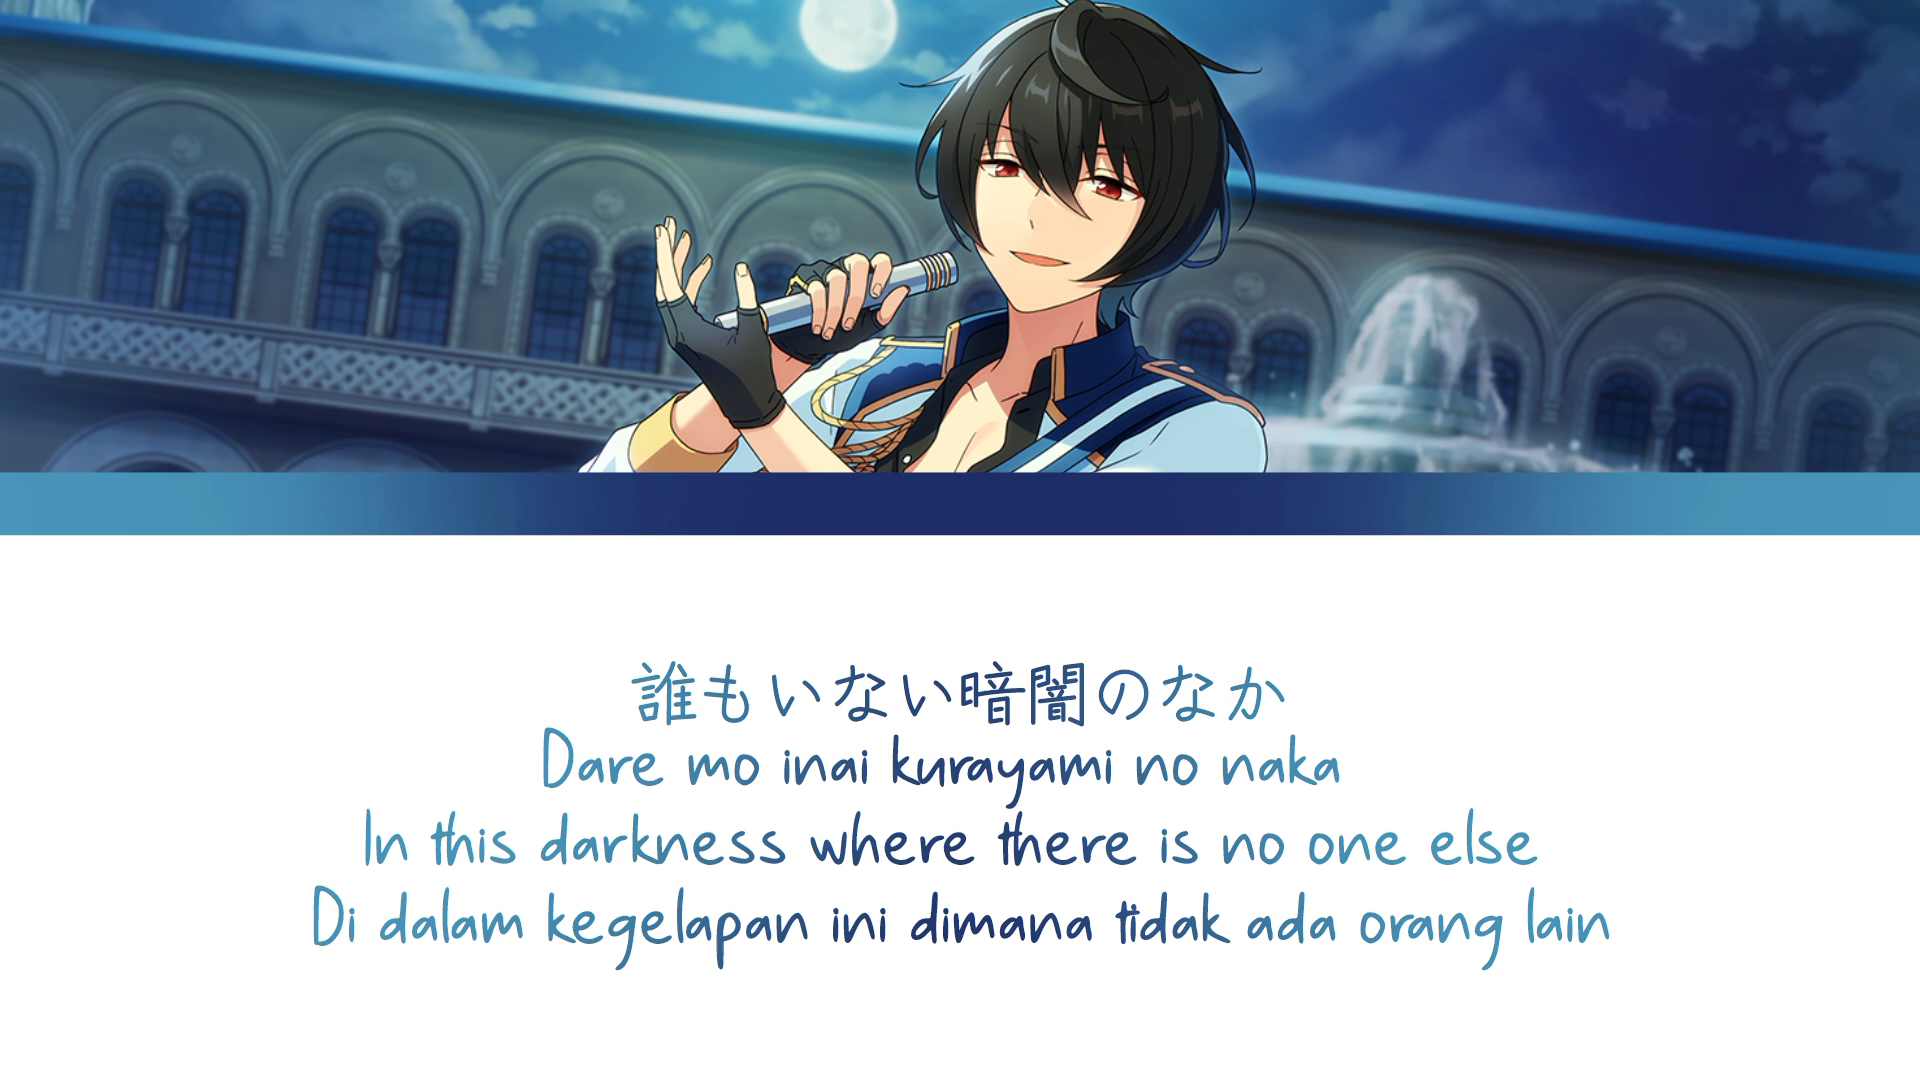 誰もいない暗闇のなか
Dare mo inai kurayami no naka
In this darkness where there is no one else
Di dalam kegelapan ini dimana tidak ada orang lain